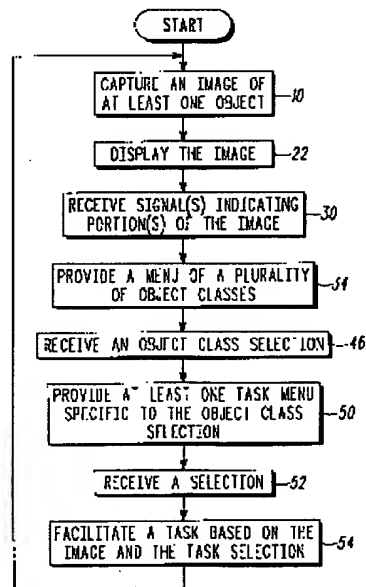 START
CAPTURE AN IMAGE OF
AT LEAST ONE OBJECT
10
DISPLAY THE IMAGE
22
RECEIVE SIGNAL(S) INDICATING
PORTION(S) OF THE IMAGE
30
PROVIDE A MENU OF A PLURALITY
OF OBJECT CLASSES
34
RECEIVE AN OBJECT CLASS SELECTION
46
PROVIDE AT LEAST ONE TASK MENU
SPECIFIC TO THE OBJECT CLASS
SELECTION
50
RECEIVE A SELECTION
52
FACILITATE A TASK BASED ON THE
IMAGE AND THE TASK SELECTION
54